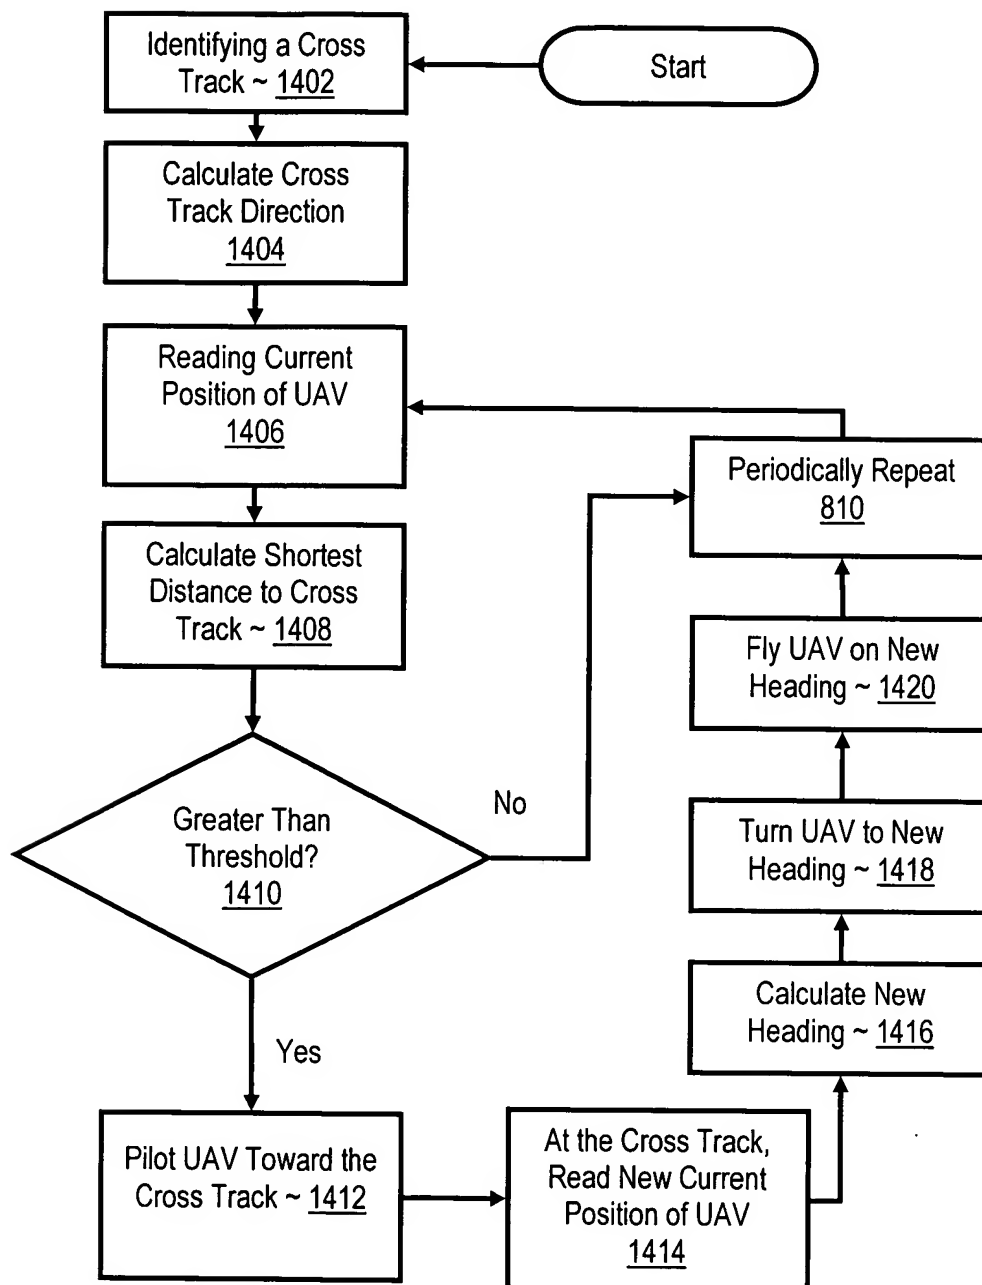 Identifying a Cross
Track ~ 1402
Start
Calculate Cross
Track Direction
1404
Reading Current
Position of UAV
1406
Periodically Repeat
810
Calculate Shortest
Distance to Cross
Track ~ 1408
Fly UAV on New
Heading ~ 1420
No
Greater Than
Threshold?
1410
Turn UAV to New
Heading ~ 1418
Calculate New
Heading ~ 1416
Yes
Pilot UAV Toward the
Cross Track ~ 1412
At the Cross Track,
Read New Current
Position of UAV
1414